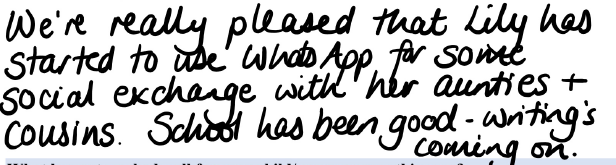 We're really pleased that Lily has
started to use WhatsApp for some
social exchange with her aunties +
cousins. School has been good - writing's
coming on.